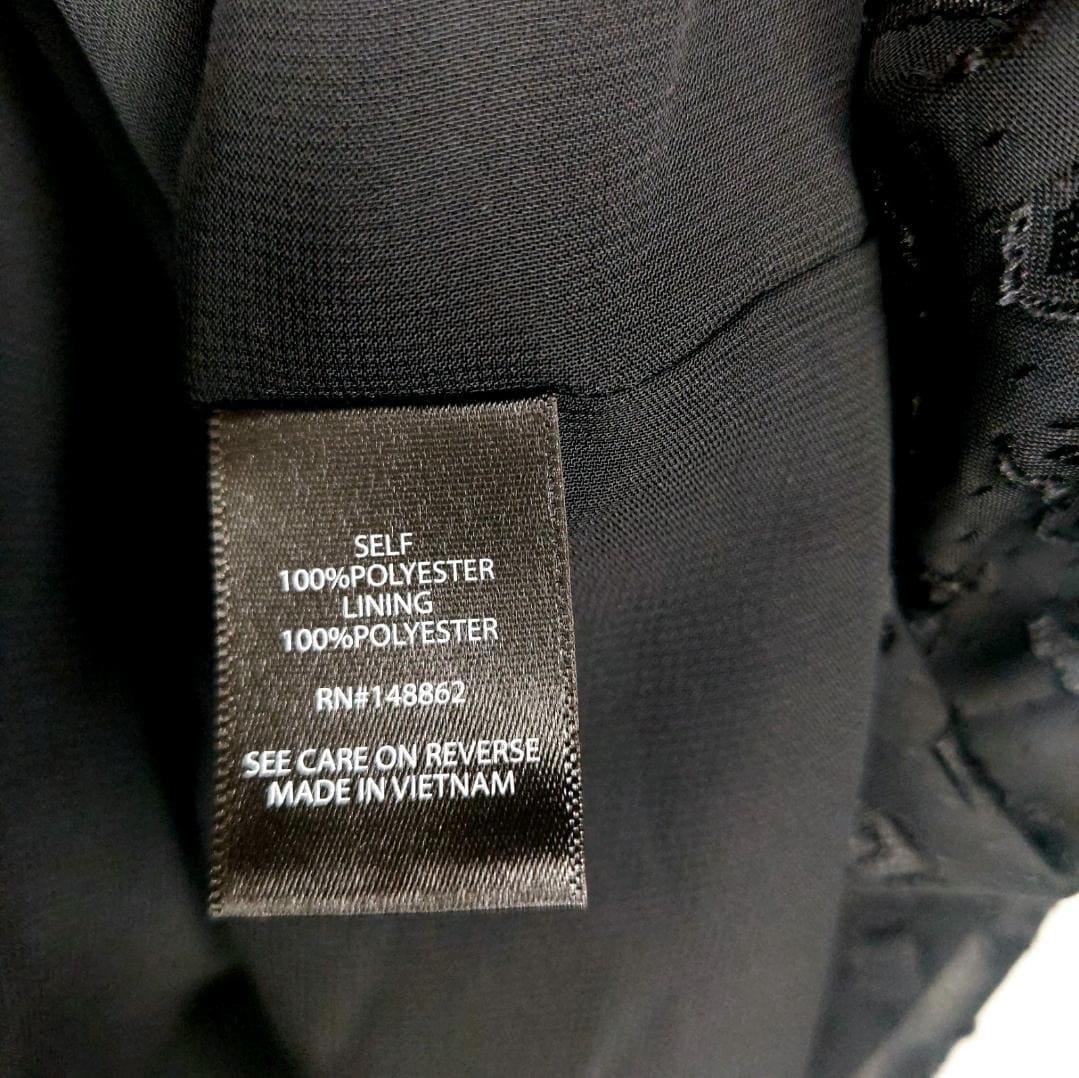 SELF
100%POLYESTER
LINING
100%POLYESTER
RN#148862
SEE CARE ON REVERSE
MADE IN VIETNAM